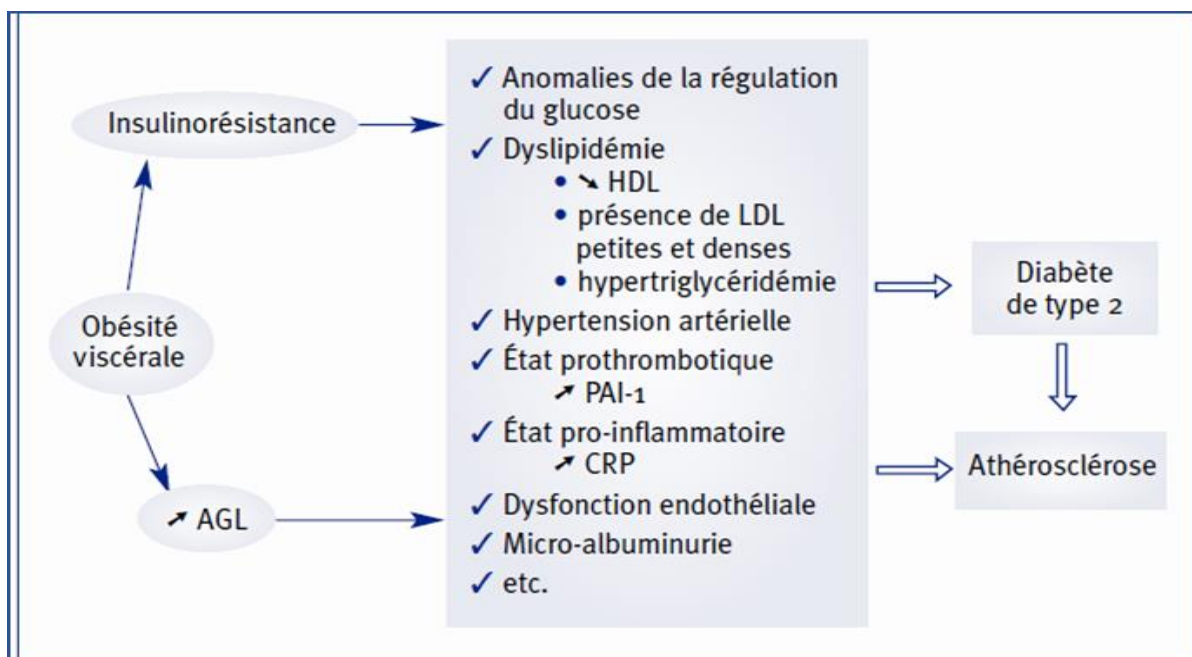 Insulinorésistance
Obésité
viscérale
➚ AGL
✓ Anomalies de la régulation
du glucose
✓ Dyslipidémie
• ➘ HDL
• présence de LDL
petites et denses
• hypertriglycéridémie
✓ Hypertension artérielle
✓ État prothrombotique
➚ PAI-1
✓ État pro-inflammatoire
➚ CRP
✓ Dysfonction endothéliale
✓ Micro-albuminurie
✓ etc.
Diabète
de type 2
Athérosclérose